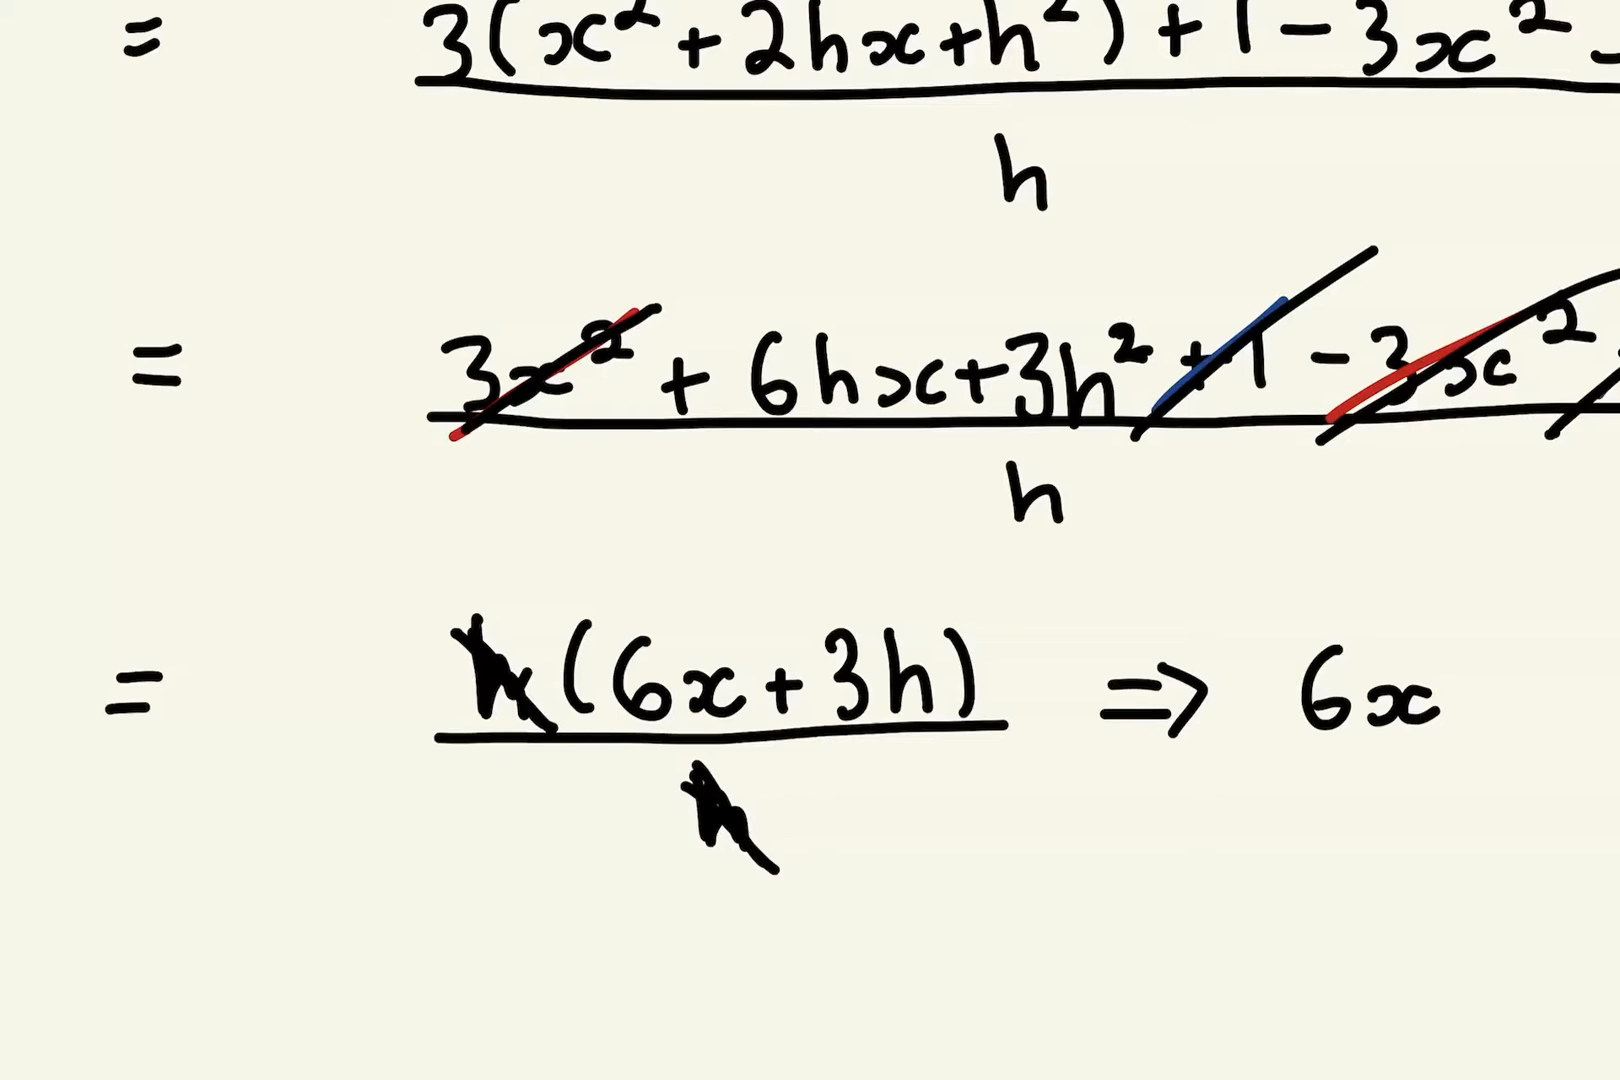 = 3(x²+2hx+h²)+1-3x²-
h
= 3x²+6hx+3h²+1-3x²
h
= h(6x+3h) ⇒ 6x
h